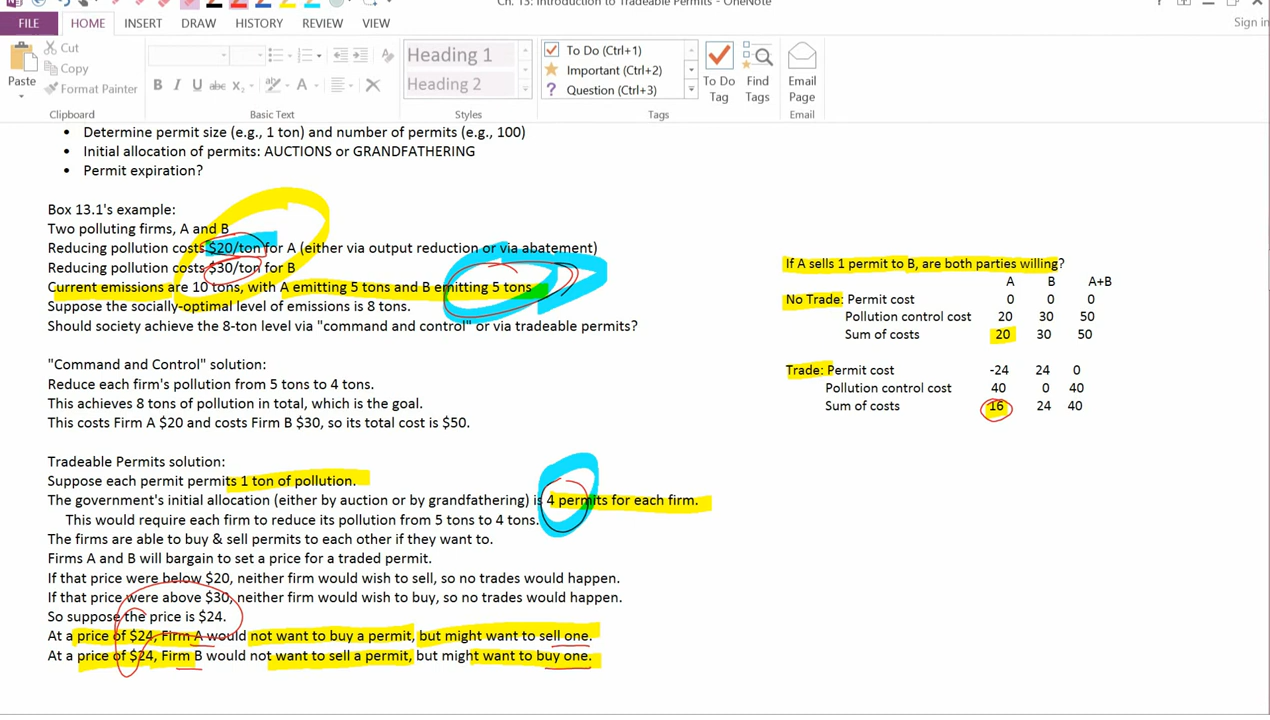 Ch. 13: Introduction to Tradeable Permits - OneNote
Sign in
FILE HOME INSERT DRAW HISTORY REVIEW VIEW
Cut
Copy
Format Painter
Paste
Clipboard
B I U abc X₂ A
Basic Text
Heading 1
Heading 2
Styles
To Do (Ctrl+1)
Important (Ctrl+2)
? Question (Ctrl+3)
To Do Tag
Find Tags
Tags
Email Page
Email
• Determine permit size (e.g., 1 ton) and number of permits (e.g., 100)
• Initial allocation of permits: AUCTIONS or GRANDFATHERING
• Permit expiration?
Box 13.1's example:
Two polluting firms, A and B
Reducing pollution costs $20/ton for A (either via output reduction or via abatement)
Reducing pollution costs $30/ton for B
Current emissions are 10 tons, with A emitting 5 tons and B emitting 5 tons
Suppose the socially-optimal level of emissions is 8 tons.
Should society achieve the 8-ton level via "command and control" or via tradeable permits?
"Command and Control" solution:
Reduce each firm's pollution from 5 tons to 4 tons.
This achieves 8 tons of pollution in total, which is the goal.
This costs Firm A $20 and costs Firm B $30, so its total cost is $50.
Tradeable Permits solution:
Suppose each permit permits 1 ton of pollution.
The government's initial allocation (either by auction or by grandfathering) is 4 permits for each firm.
This would require each firm to reduce its pollution from 5 tons to 4 tons.
The firms are able to buy & sell permits to each other if they want to.
Firms A and B will bargain to set a price for a traded permit.
If that price were below $20, neither firm would wish to sell, so no trades would happen.
If that price were above $30, neither firm would wish to buy, so no trades would happen.
So suppose the price is $24.
At a price of $24, Firm A would not want to buy a permit, but might want to sell one.
At a price of $24, Firm B would not want to sell a permit, but might want to buy one.
If A sells 1 permit to B, are both parties willing?
A B A+B
No Trade: Permit cost 0 0 0
Pollution control cost 20 30 50
Sum of costs 20 30 50
Trade: Permit cost -24 24 0
Pollution control cost 40 0 40
Sum of costs 16 24 40